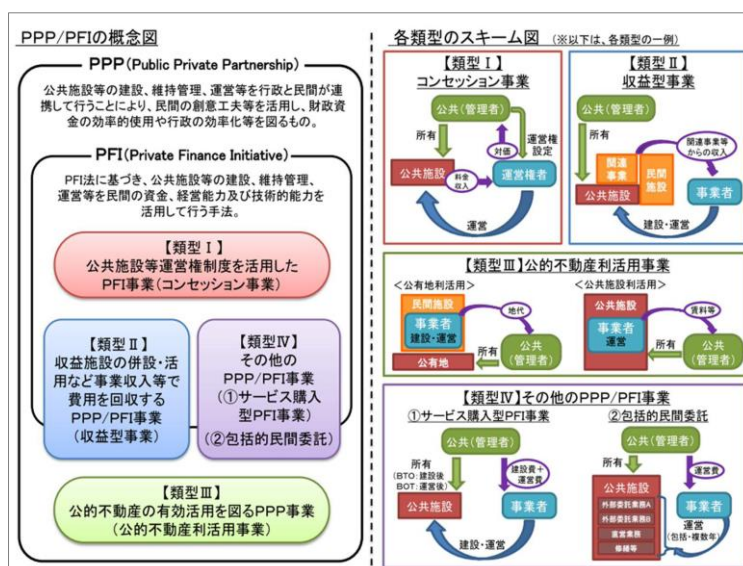 PPP/PFIの概念図
PPP(Public Private Partnership)
公共施設等の建設、維持管理、運営等を行政と民間が連
携して行うことにより、民間の創意工夫等を活用し、財政資
金の効率的使用や行政の効率化等を図るもの。
PFI(Private Finance Initiative)
PFI法に基づき、公共施設等の建設、維持管理、
運営等を民間の資金、経営能力及び技術的能力を
活用して行う手法。
【類型Ⅰ】
公共施設等運営権制度を活用した
PFI事業(コンセッション事業)
【類型Ⅱ】
収益施設の併設・活
用など事業収入等で
費用を回収する
PPP/PFI事業
(収益型事業)
【類型Ⅳ】
その他の
PPP/PFI事業
(①サービス購入
型PFI事業)
(②包括的民間委託)
【類型Ⅲ】
公的不動産の有効活用を図るPPP事業
(公的不動産利活用事業)
各類型のスキーム図 (※以下は、各類型の一例)
【類型Ⅰ】
コンセッション事業
公共(管理者)
所有
対価
運営権
設定
公共施設
料金
収入
運営権者
運営
【類型Ⅱ】
収益型事業
公共(管理者)
所有
関連事業等
からの収入
関連
事業
民間
施設
公共施設
事業者
建設・運営
【類型Ⅲ】公的不動産利活用事業
<公有地利活用>
民間施設
事業者
建設・運営
地代
公有地
所有
公共
(管理者)
<公共施設利活用>
公共施設
事業者
運営
賃料等
所有
公共
(管理者)
【類型Ⅳ】その他のPPP/PFI事業
①サービス購入型PFI事業
公共(管理者)
所有
(BTO:建設後
BOT:運営後)
建設費+
運営費
公共施設
事業者
建設・運営
②包括的民間委託
公共(管理者)
所有
運営費
公共施設
外部委託業務A
外部委託業務B
直営業務
修繕等
事業者
運営
(包括・複数年)